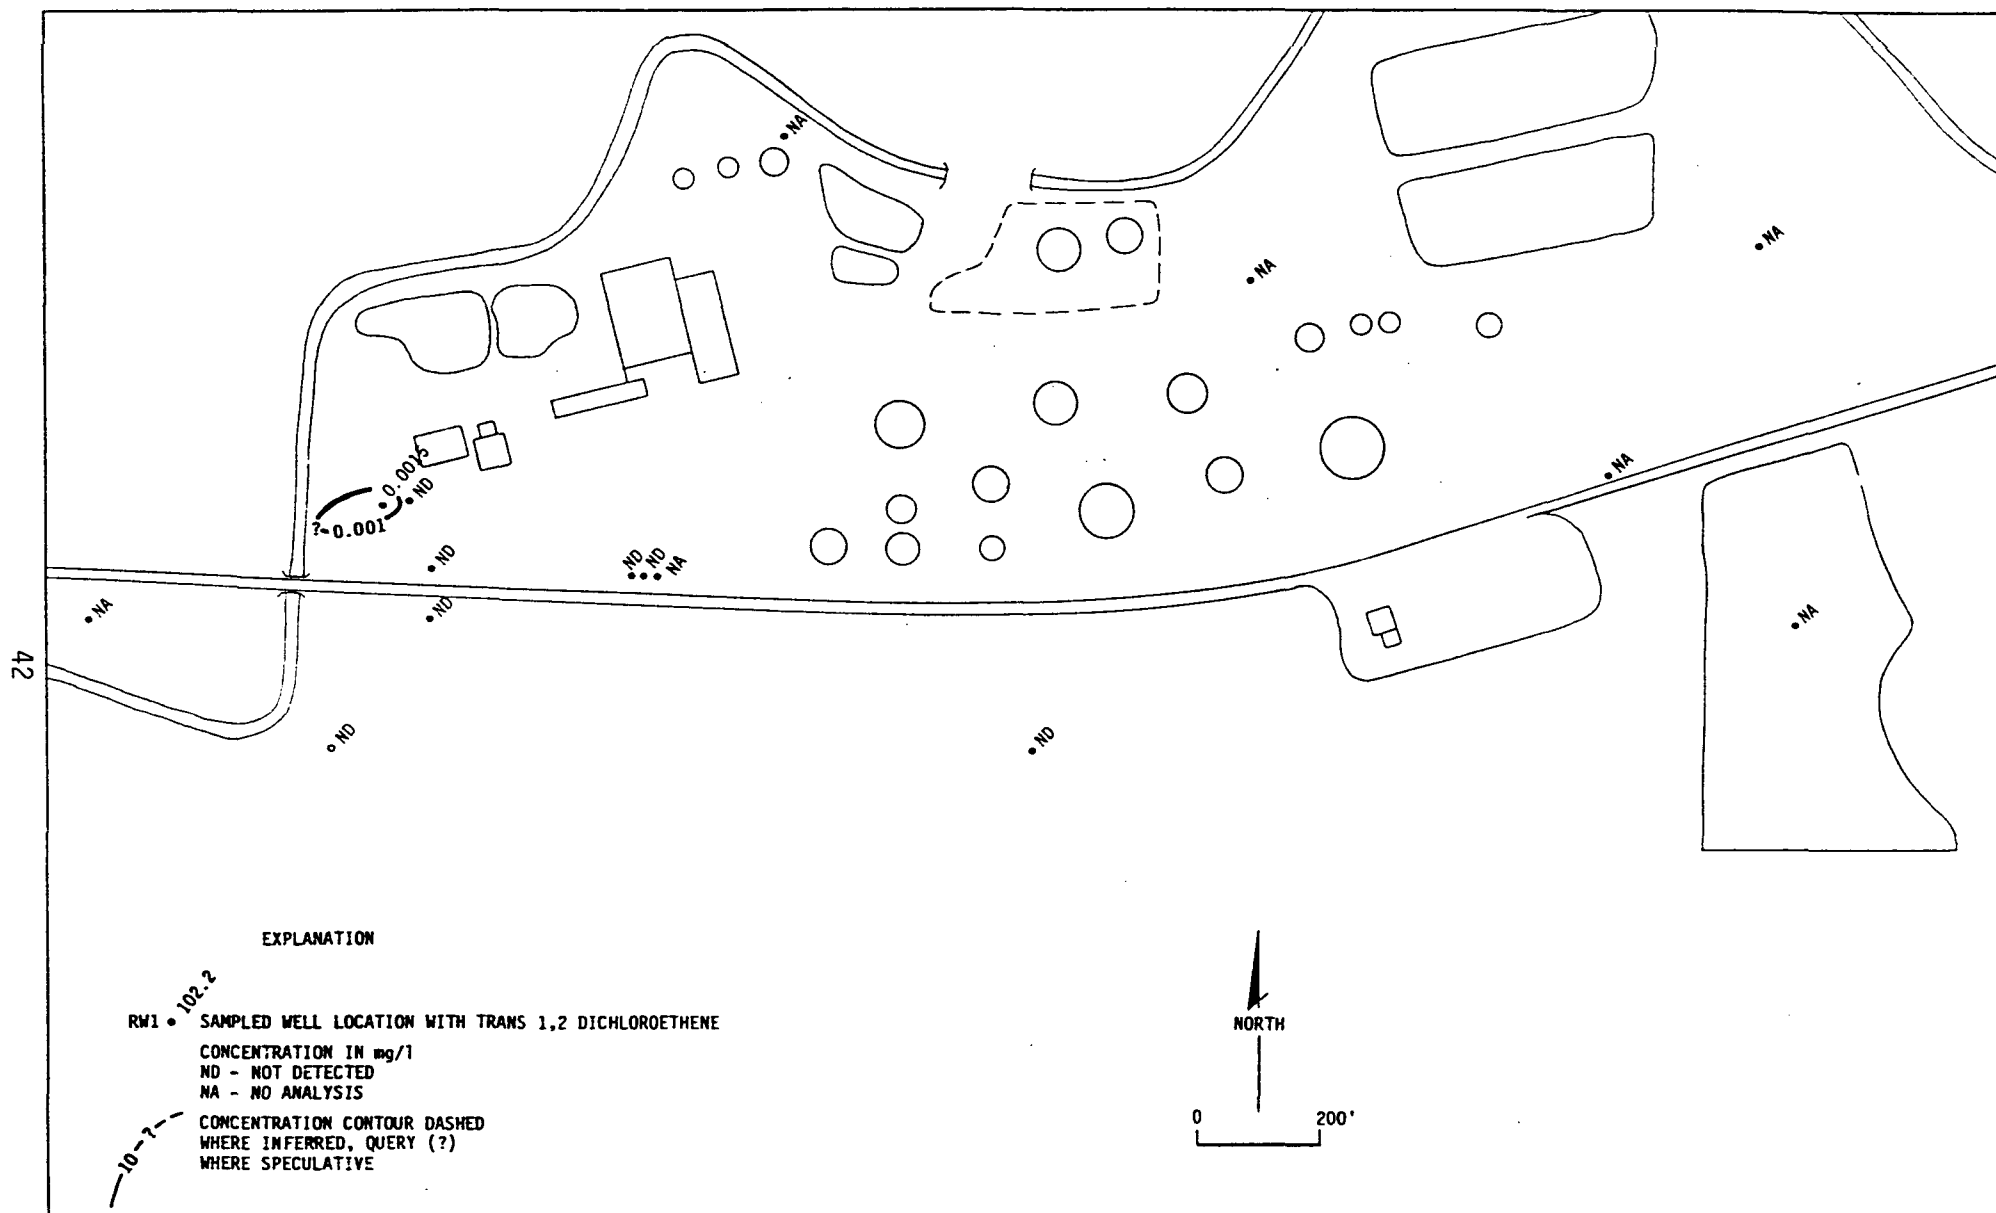 NA
NA
NA
0.0015
ND
?-0.001
NA
ND
ND
ND
NA
NA
ND
NA
42
ND
ND
EXPLANATION
102.2
RW1 • SAMPLED WELL LOCATION WITH TRANS 1,2 DICHLOROETHENE
CONCENTRATION IN mg/l
ND - NOT DETECTED
NA - NO ANALYSIS
10-?--
CONCENTRATION CONTOUR DASHED
WHERE INFERRED, QUERY (?)
WHERE SPECULATIVE
NORTH
0 200'